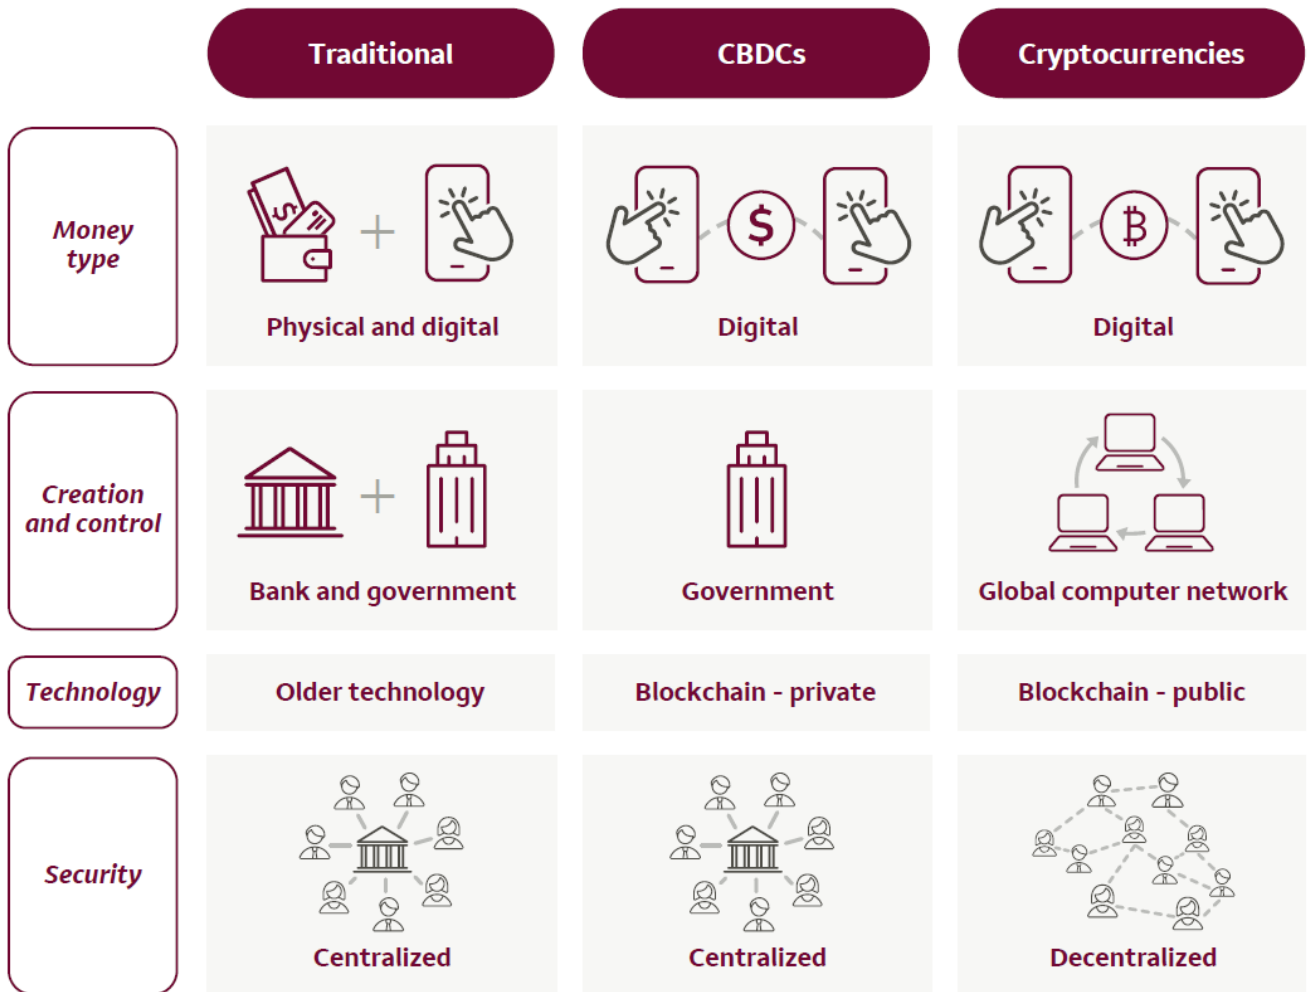 Traditional
CBDCs
Cryptocurrencies
Money
type
$
$
₿
Physical and digital
Digital
Digital
Creation
and control
Bank and government
Government
Global computer network
Technology
Older technology
Blockchain - private
Blockchain - public
Security
Centralized
Centralized
Decentralized